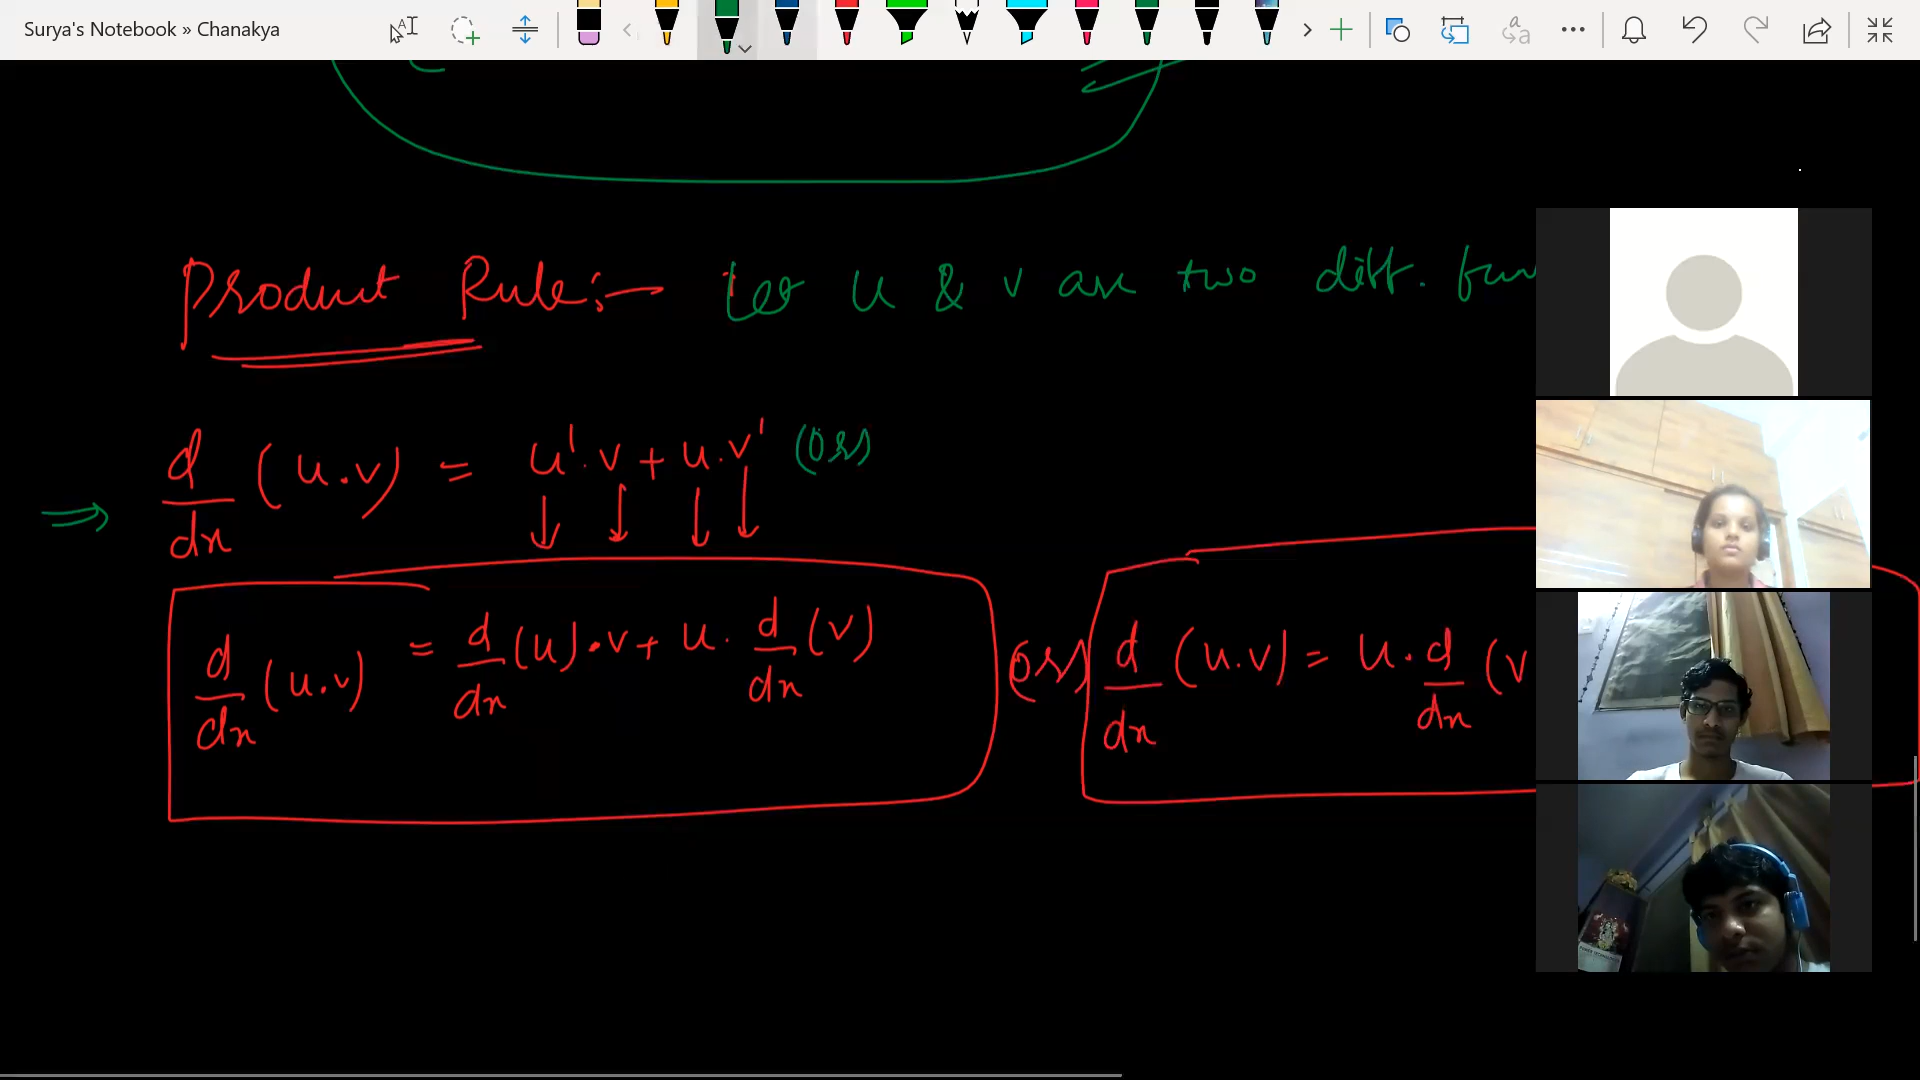 Surya's Notebook » Chanakya
Product Rule:- Let u & v are two diff. fun
⇒ d/dx (u.v) = u'.v + u.v' (or)
d/dx (u.v) = d/dx (u).v + u. d/dx (v) (or) d/dx (u.v) = u. d/dx (v